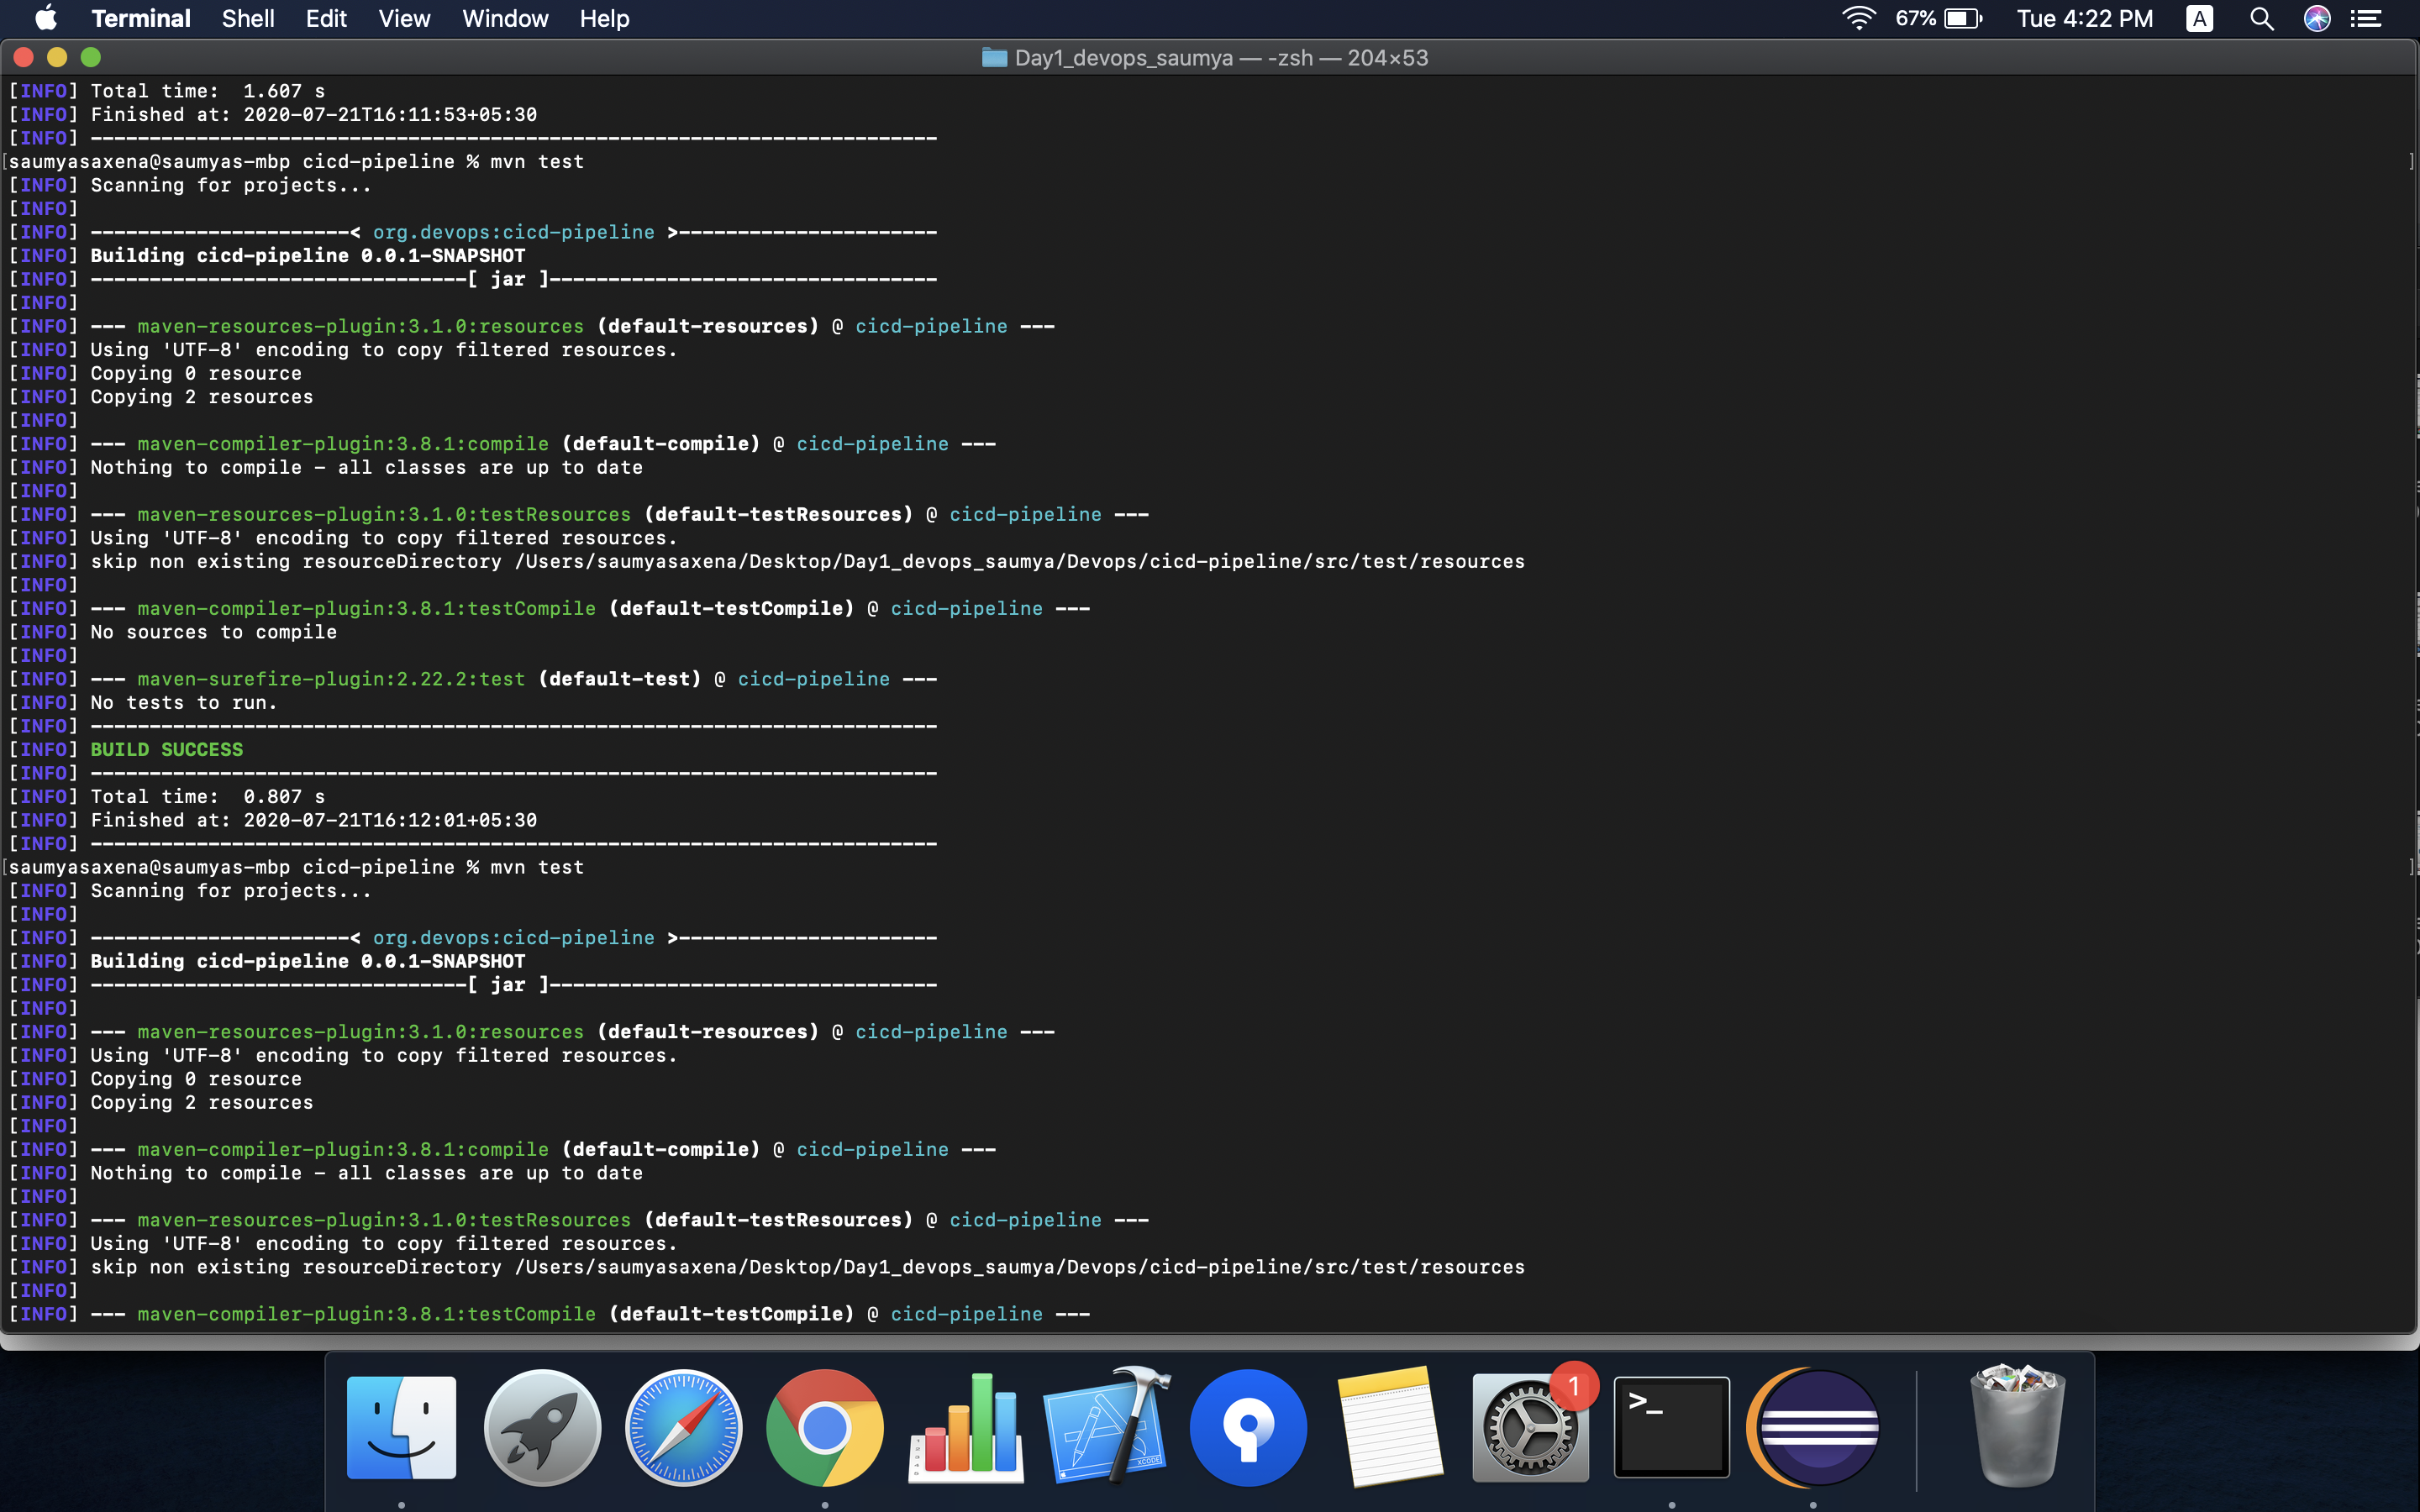 Terminal Shell Edit View Window Help 67% Tue 4:22 PM A
Day1_devops_saumya — -zsh — 204×53
[INFO] Total time:  1.607 s
[INFO] Finished at: 2020-07-21T16:11:53+05:30
[INFO] ------------------------------------------------------------------------
[saumyasaxena@saumyas-mbp cicd-pipeline % mvn test ]
[INFO] Scanning for projects...
[INFO]
[INFO] ----------------------< org.devops:cicd-pipeline >----------------------
[INFO] Building cicd-pipeline 0.0.1-SNAPSHOT
[INFO] --------------------------------[ jar ]---------------------------------
[INFO]
[INFO] --- maven-resources-plugin:3.1.0:resources (default-resources) @ cicd-pipeline ---
[INFO] Using 'UTF-8' encoding to copy filtered resources.
[INFO] Copying 0 resource
[INFO] Copying 2 resources
[INFO]
[INFO] --- maven-compiler-plugin:3.8.1:compile (default-compile) @ cicd-pipeline ---
[INFO] Nothing to compile - all classes are up to date
[INFO]
[INFO] --- maven-resources-plugin:3.1.0:testResources (default-testResources) @ cicd-pipeline ---
[INFO] Using 'UTF-8' encoding to copy filtered resources.
[INFO] skip non existing resourceDirectory /Users/saumyasaxena/Desktop/Day1_devops_saumya/Devops/cicd-pipeline/src/test/resources
[INFO]
[INFO] --- maven-compiler-plugin:3.8.1:testCompile (default-testCompile) @ cicd-pipeline ---
[INFO] No sources to compile
[INFO]
[INFO] --- maven-surefire-plugin:2.22.2:test (default-test) @ cicd-pipeline ---
[INFO] No tests to run.
[INFO] ------------------------------------------------------------------------
[INFO] BUILD SUCCESS
[INFO] ------------------------------------------------------------------------
[INFO] Total time:  0.807 s
[INFO] Finished at: 2020-07-21T16:12:01+05:30
[INFO] ------------------------------------------------------------------------
[saumyasaxena@saumyas-mbp cicd-pipeline % mvn test ]
[INFO] Scanning for projects...
[INFO]
[INFO] ----------------------< org.devops:cicd-pipeline >----------------------
[INFO] Building cicd-pipeline 0.0.1-SNAPSHOT
[INFO] --------------------------------[ jar ]---------------------------------
[INFO]
[INFO] --- maven-resources-plugin:3.1.0:resources (default-resources) @ cicd-pipeline ---
[INFO] Using 'UTF-8' encoding to copy filtered resources.
[INFO] Copying 0 resource
[INFO] Copying 2 resources
[INFO]
[INFO] --- maven-compiler-plugin:3.8.1:compile (default-compile) @ cicd-pipeline ---
[INFO] Nothing to compile - all classes are up to date
[INFO]
[INFO] --- maven-resources-plugin:3.1.0:testResources (default-testResources) @ cicd-pipeline ---
[INFO] Using 'UTF-8' encoding to copy filtered resources.
[INFO] skip non existing resourceDirectory /Users/saumyasaxena/Desktop/Day1_devops_saumya/Devops/cicd-pipeline/src/test/resources
[INFO]
[INFO] --- maven-compiler-plugin:3.8.1:testCompile (default-testCompile) @ cicd-pipeline ---
1
>_
XCODE